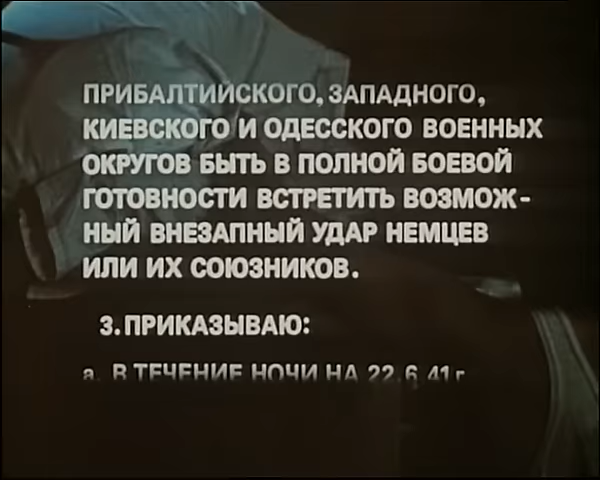 ПРИБАЛТИЙСКОГО, ЗАПАДНОГО,
КИЕВСКОГО И ОДЕССКОГО ВОЕННЫХ
ОКРУГОВ БЫТЬ В ПОЛНОЙ БОЕВОЙ
ГОТОВНОСТИ ВСТРЕТИТЬ ВОЗМОЖ-
НЫЙ ВНЕЗАПНЫЙ УДАР НЕМЦЕВ
ИЛИ ИХ СОЮЗНИКОВ.
3. ПРИКАЗЫВАЮ:
а. В ТЕЧЕНИЕ НОЧИ НА 22.6.41 г